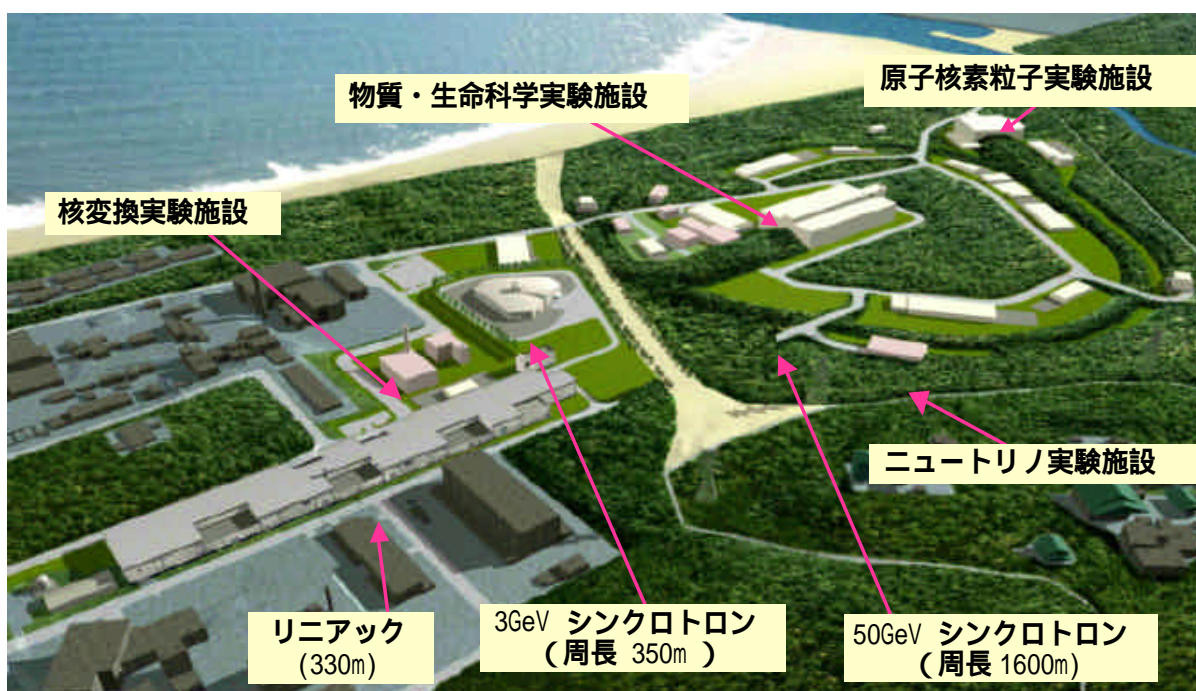 原子核素粒子実験施設
物質・生命科学実験施設
核変換実験施設
ニュートリノ実験施設
リニアック
(330m)
3GeV シンクロトロン
(周長 350m )
50GeV シンクロトロン
(周長 1600m)